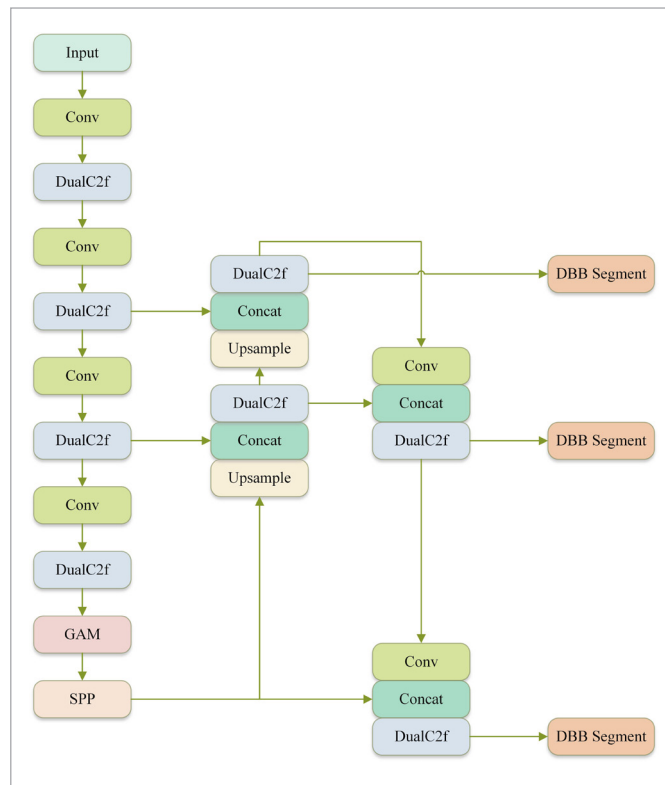 Input
Conv
DualC2f
Conv
DualC2f
Conv
DualC2f
Conv
DualC2f
GAM
SPP
DualC2f
Concat
Upsample
DualC2f
Concat
Upsample
Conv
Concat
DualC2f
Conv
Concat
DualC2f
DBB Segment
DBB Segment
DBB Segment